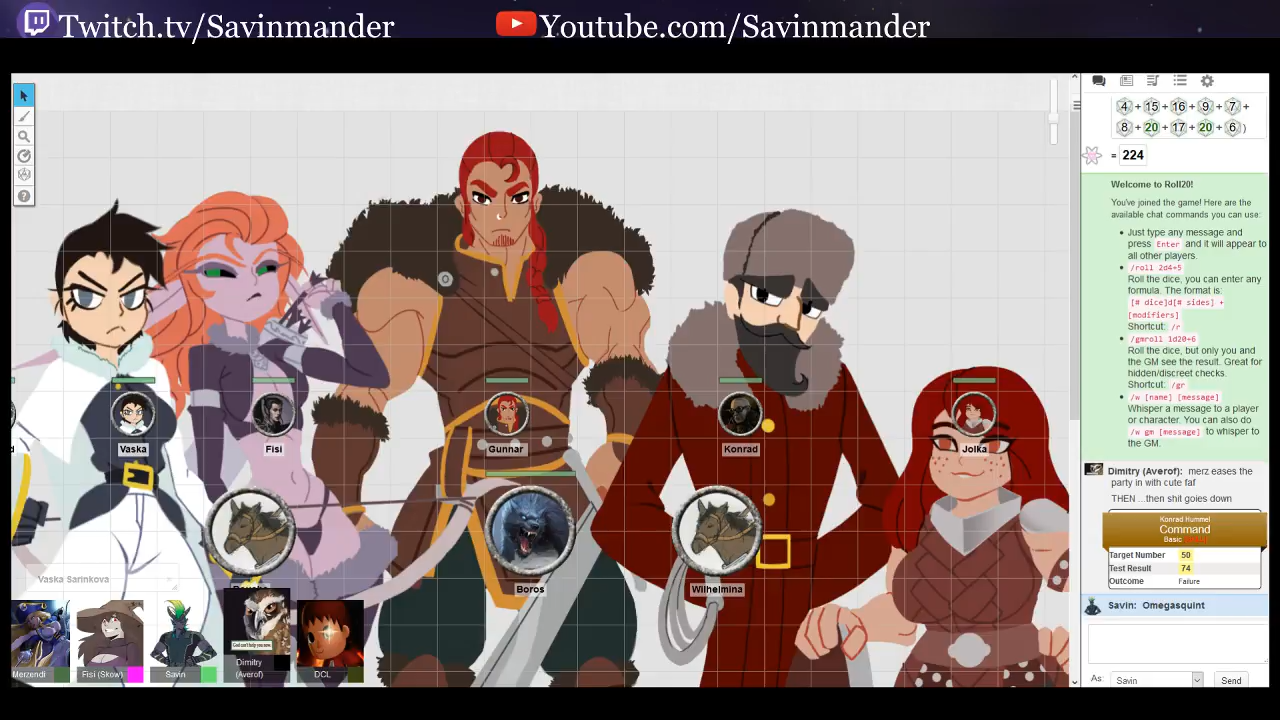 Twitch.tv/Savinmander
Youtube.com/Savinmander
4 + 15 + 16 + 9 + 7 +
8 + 20 + 17 + 20 + 6 )
= 224
Welcome to Roll20!
You've joined the game! Here are the
available chat commands you can use:
Just type any message and
press Enter and it will appear to
all other players.
/roll 2d4+5
Roll the dice, you can enter any
formula. The format is:
[# dice]d[# sides] +
[modifiers]
Shortcut: /r
/gmroll 1d20+6
Roll the dice, but only you and
the GM see the result. Great for
hidden/discreet checks.
Shortcut: /gr
/w [name] [message]
Whisper a message to a player
or character. You can also do
/w gm [message] to whisper to
the GM.
Dimitry (Averof): merz eases the
party in with cute faf
THEN ...then shit goes down
Konrad Hummel
Command
Basic
Target Number 50
Test Result 74
Outcome Failure
Savin: Omegasquint
As: Savin Send
d
Vaska
Fisi
Gunnar
Konrad
Jolka
Boros
Wilhelmina
Vaska Sarinkova
God can't help you now.
Merzendi
Fisi (Skow)
Savin
Dimitry
(Averof)
DCL